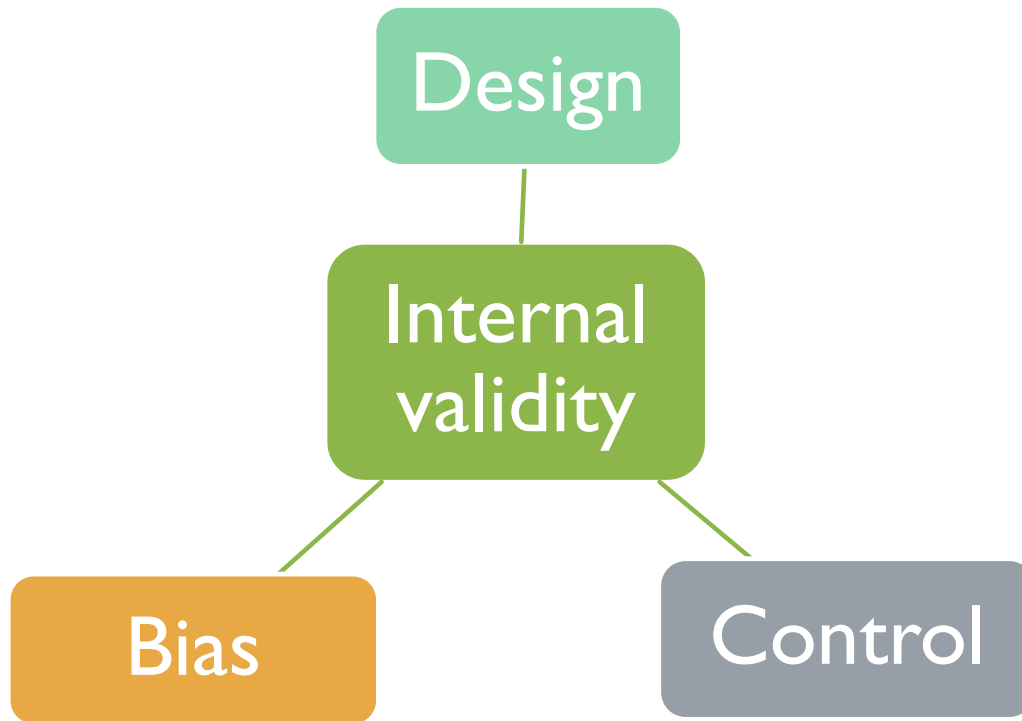 Design
Internal
validity
Bias
Control